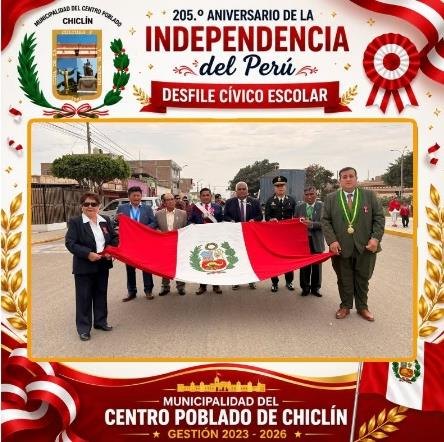 MUNICIPALIDAD DEL CENTRO POBLADO
CHICLÍN
205.º ANIVERSARIO DE LA
INDEPENDENCIA
del Perú
DESFILE CÍVICO ESCOLAR
MUNICIPALIDAD DEL
CENTRO POBLADO DE CHICLÍN
GESTIÓN 2023 - 2026